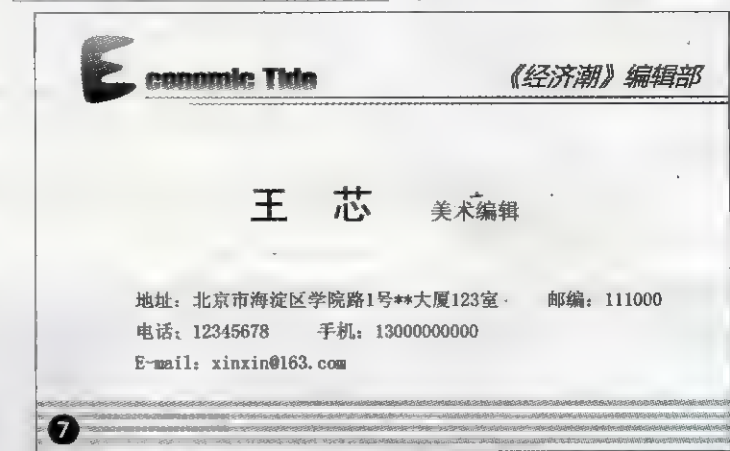 Economic Tide
《经济潮》编辑部
王 芯 美术编辑
地址：北京市海淀区学院路1号**大厦123室 邮编：111000
电话：12345678 手机：13000000000
E-mail：xinxin@163.com
7